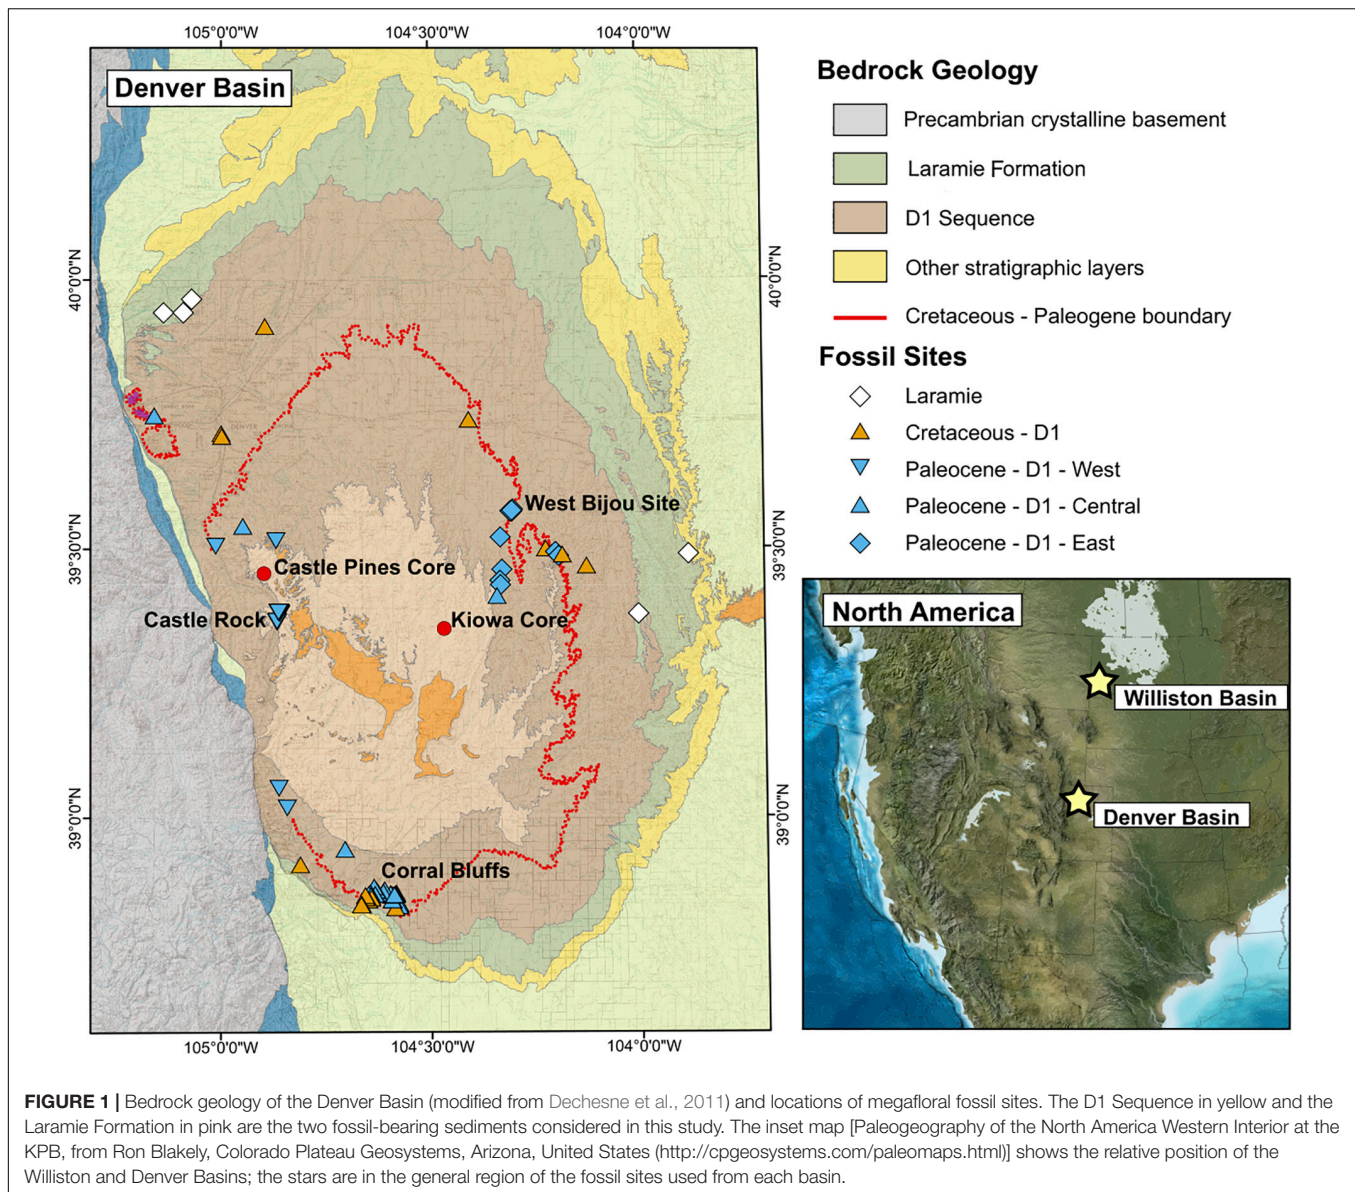 105°0'0"W
104°30'0"W
104°0'0"W
Denver Basin
40°0'0"N
40°0'0"N
39°30'0"N
39°30'0"N
39°0'0"N
39°0'0"N
West Bijou Site
Castle Pines Core
Castle Rock
Kiowa Core
Corral Bluffs
105°0'0"W
104°30'0"W
104°0'0"W
Bedrock Geology
Precambrian crystalline basement
Laramie Formation
D1 Sequence
Other stratigraphic layers
Cretaceous - Paleogene boundary
Fossil Sites
Laramie
Cretaceous - D1
Paleocene - D1 - West
Paleocene - D1 - Central
Paleocene - D1 - East
North America
Williston Basin
Denver Basin
FIGURE 1 | Bedrock geology of the Denver Basin (modified from Dechesne et al., 2011) and locations of megafloral fossil sites. The D1 Sequence in yellow and the
Laramie Formation in pink are the two fossil-bearing sediments considered in this study. The inset map [Paleogeography of the North America Western Interior at the
KPB, from Ron Blakely, Colorado Plateau Geosystems, Arizona, United States (http://cpgeosystems.com/paleomaps.html)] shows the relative position of the
Williston and Denver Basins; the stars are in the general region of the fossil sites used from each basin.